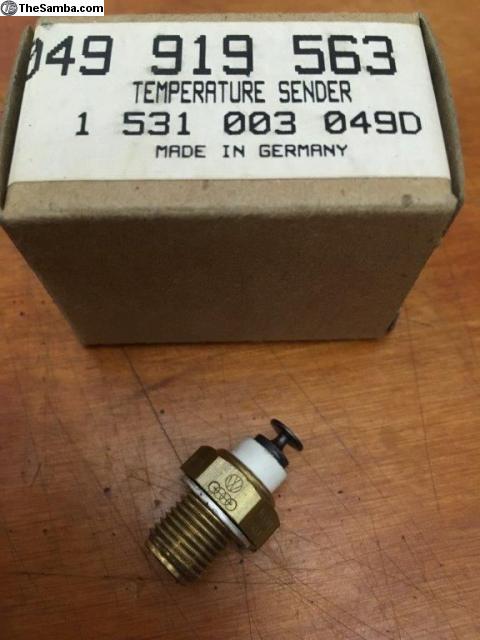 TheSamba.com
049 919 563
TEMPERATURE SENDER
1 531 003 049D
MADE IN GERMANY